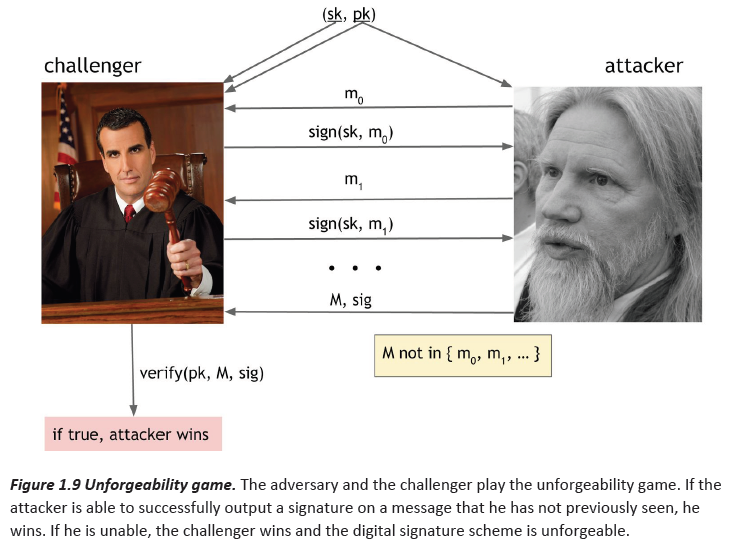 (sk, pk)
challenger
attacker
m₀
sign(sk, m₀)
m₁
sign(sk, m₁)
. . .
M, sig
M not in { m₀, m₁, ... }
verify(pk, M, sig)
if true, attacker wins
Figure 1.9 Unforgeability game. The adversary and the challenger play the unforgeability game. If the
attacker is able to successfully output a signature on a message that he has not previously seen, he
wins. If he is unable, the challenger wins and the digital signature scheme is unforgeable.